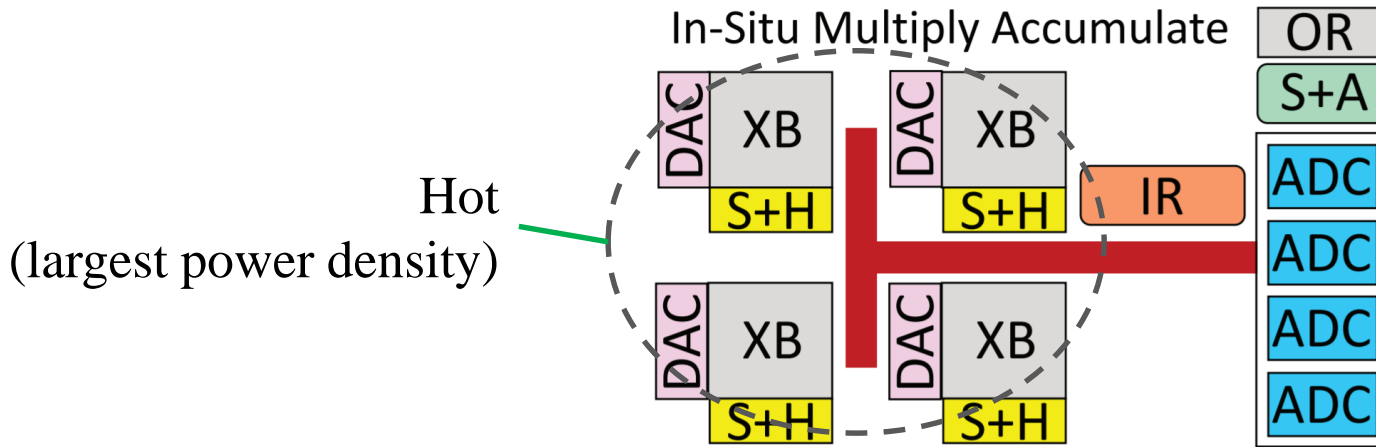 In-Situ Multiply Accumulate
OR
S+A
DAC
XB
S+H
DAC
XB
S+H
IR
Hot
(largest power density)
DAC
XB
S+H
DAC
XB
S+H
ADC
ADC
ADC
ADC